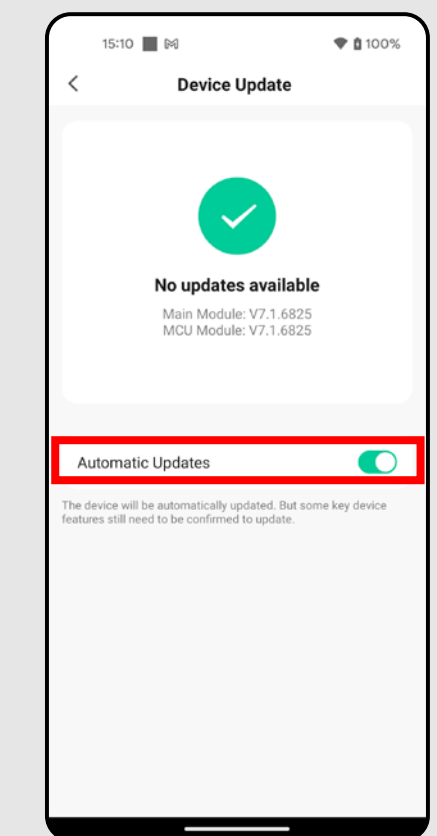 15:10 100%
Device Update
No updates available
Main Module: V7.1.6825
MCU Module: V7.1.6825
Automatic Updates
The device will be automatically updated. But some key device
features still need to be confirmed to update.